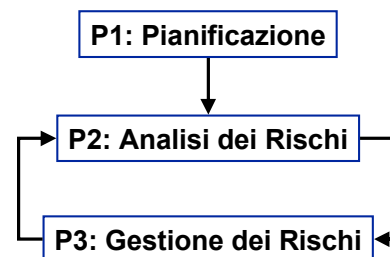 P1: Pianificazione
P2: Analisi dei Rischi
P3: Gestione dei Rischi